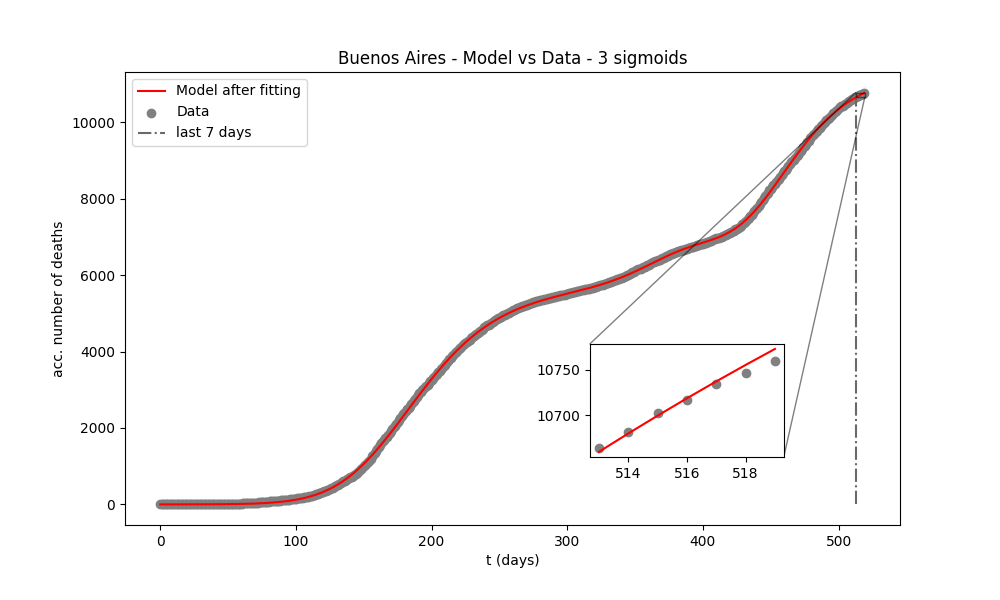 Buenos Aires - Model vs Data - 3 sigmoids
Model after fitting
Data
last 7 days
acc. number of deaths
10000
8000
6000
4000
2000
0
10750
10700
514 516 518
0 100 200 300 400 500
t (days)